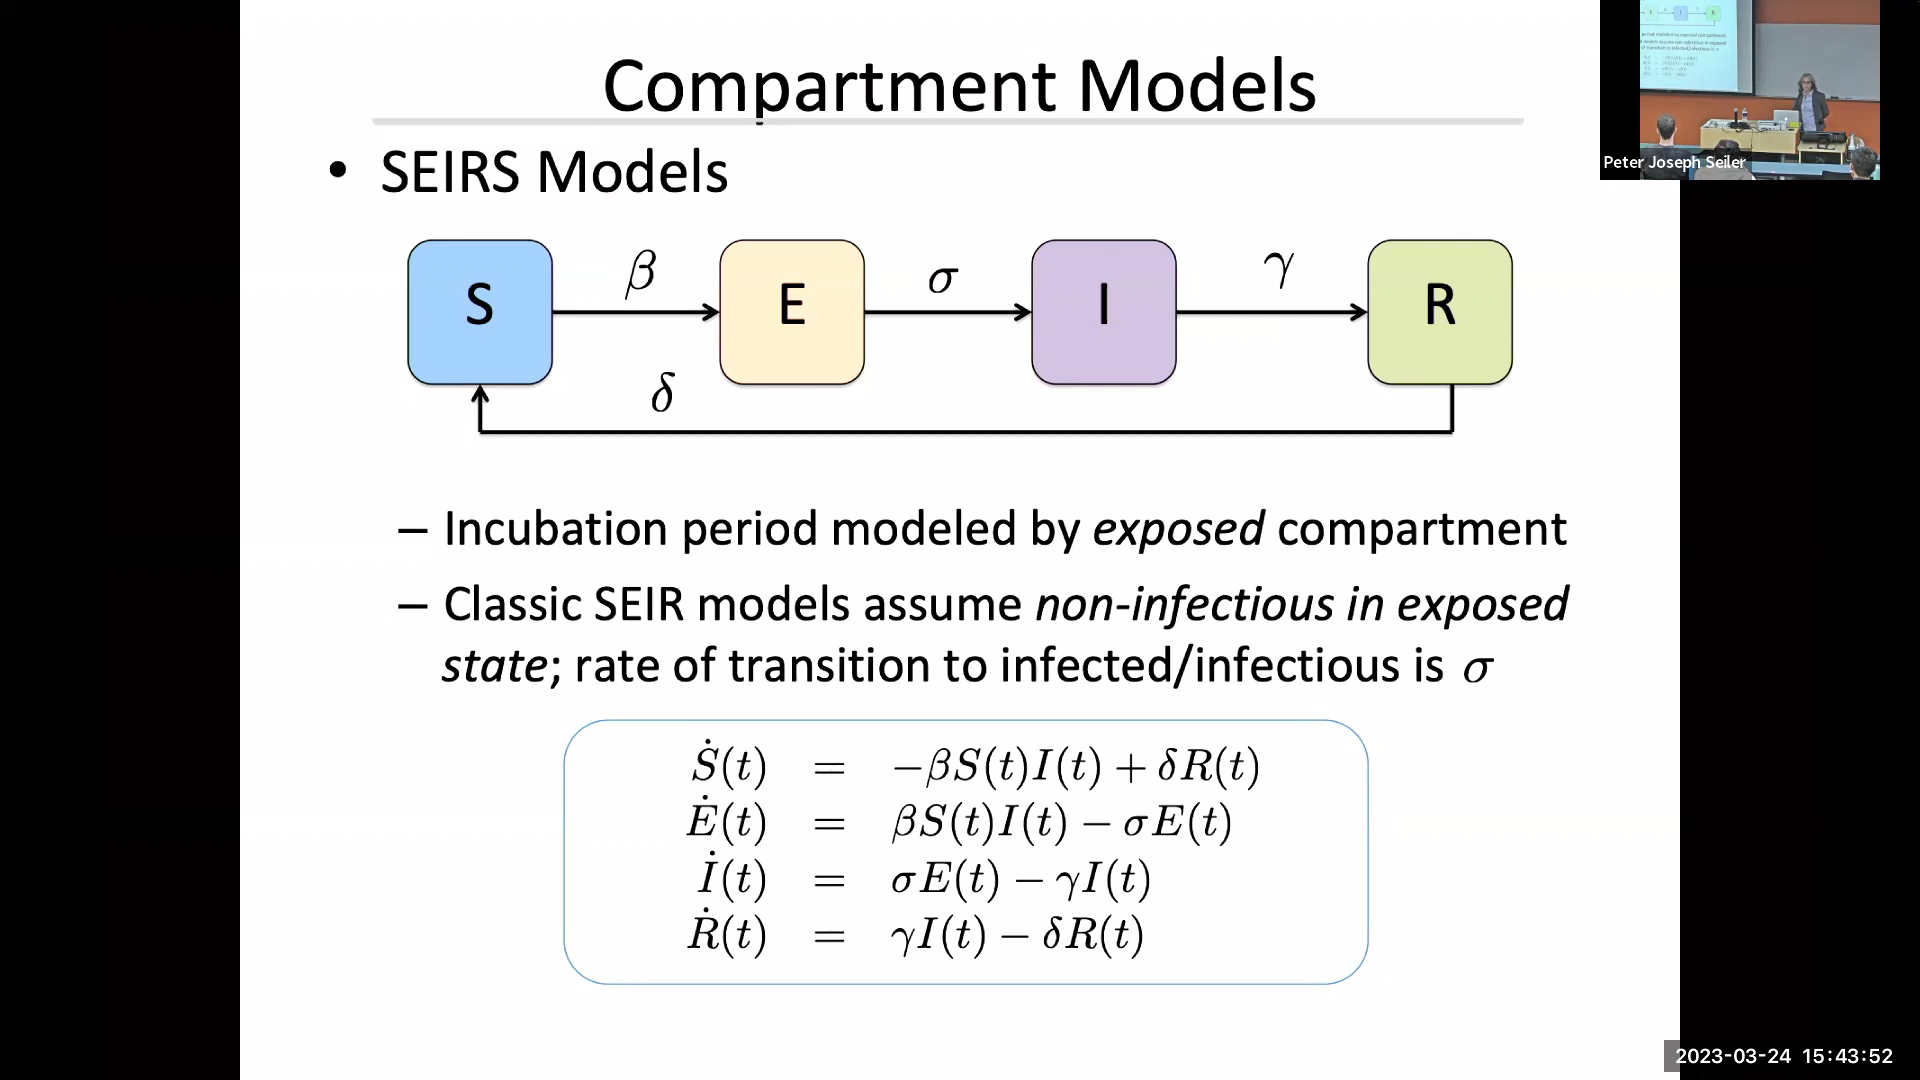 Compartment Models
• SEIRS Models
S
β
E
σ
I
γ
R
δ
– Incubation period modeled by exposed compartment
– Classic SEIR models assume non-infectious in exposed
state; rate of transition to infected/infectious is σ
Ṡ(t) = −βS(t)I(t) + δR(t)
Ė(t) = βS(t)I(t) − σE(t)
İ(t) = σE(t) − γI(t)
Ṙ(t) = γI(t) − δR(t)
Peter Joseph Seiler
2023-03-24 15:43:52